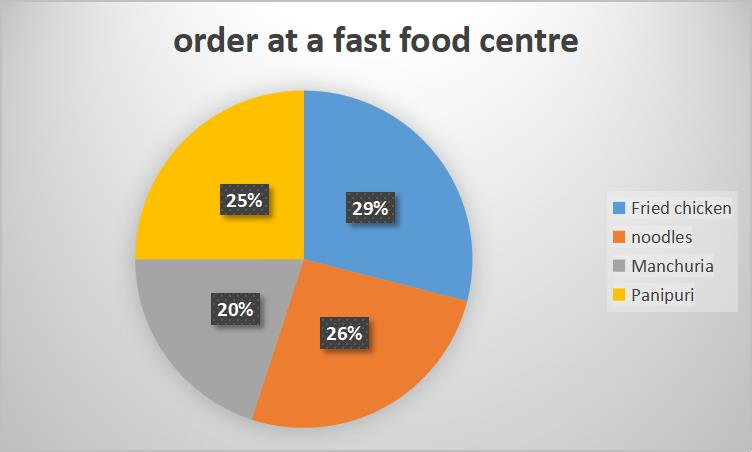 order at a fast food centre
25%
29%
20%
26%
Fried chicken
noodles
Manchuria
Panipuri